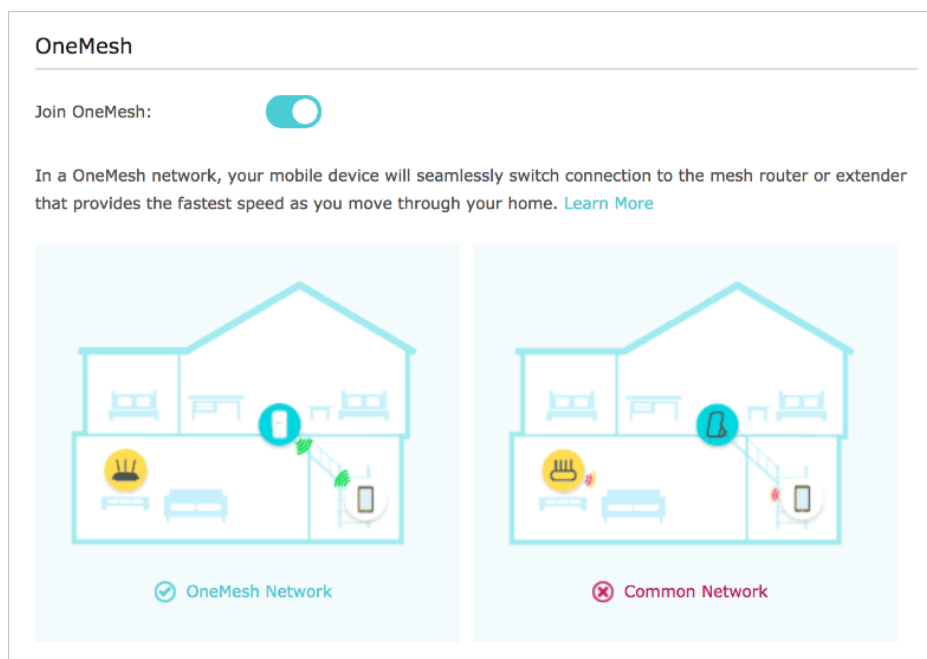 OneMesh
Join OneMesh:
In a OneMesh network, your mobile device will seamlessly switch connection to the mesh router or extender
that provides the fastest speed as you move through your home. Learn More
OneMesh Network
Common Network